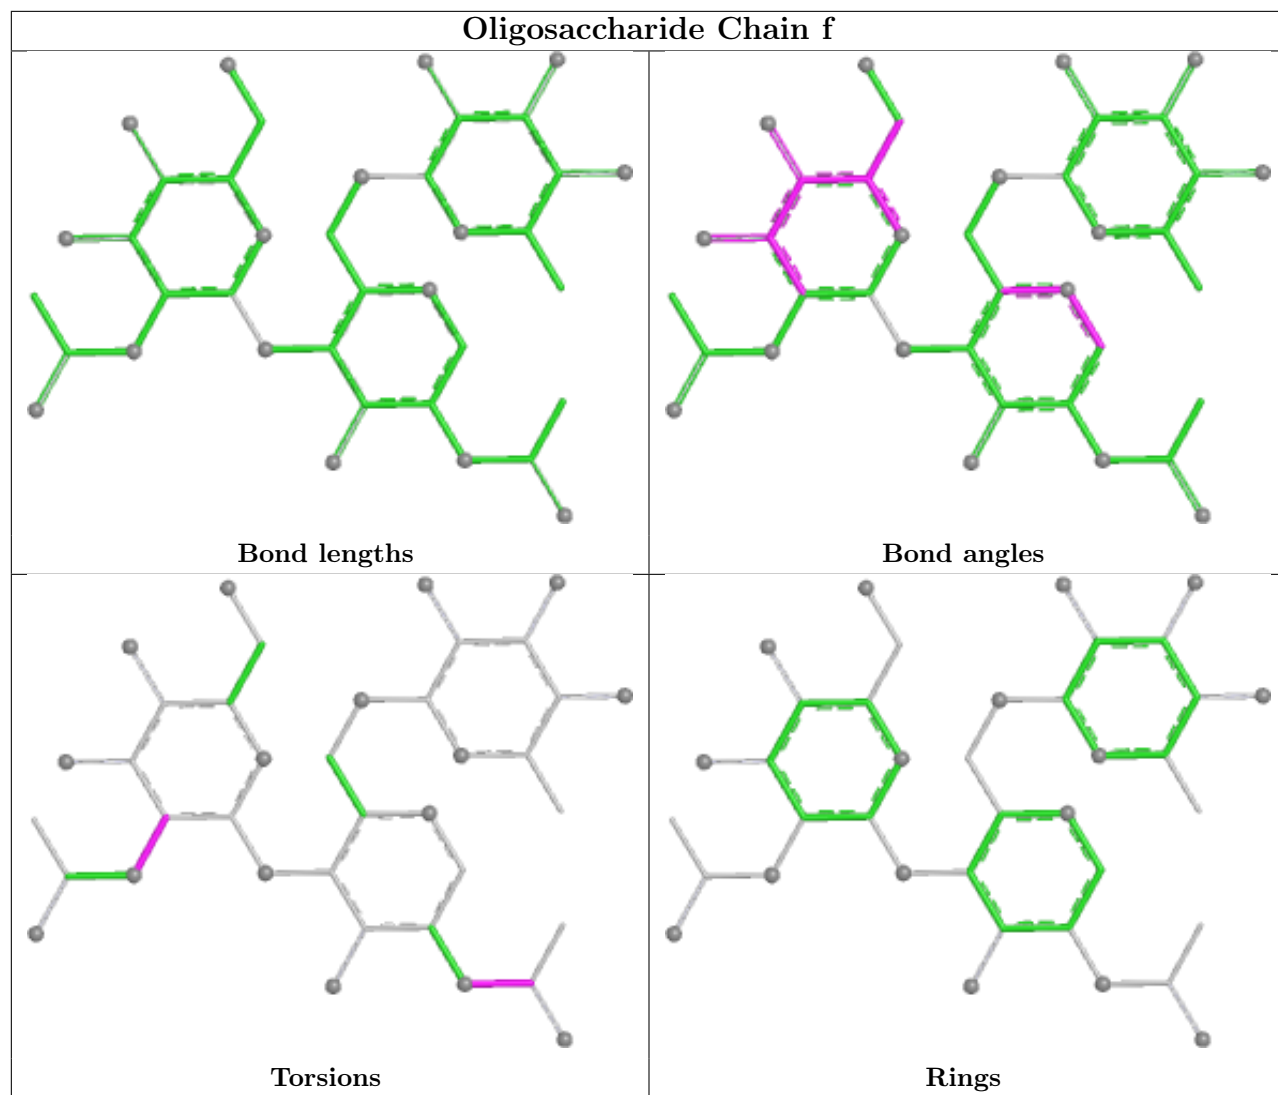 Oligosaccharide Chain f
Bond lengths
Bond angles
Torsions
Rings